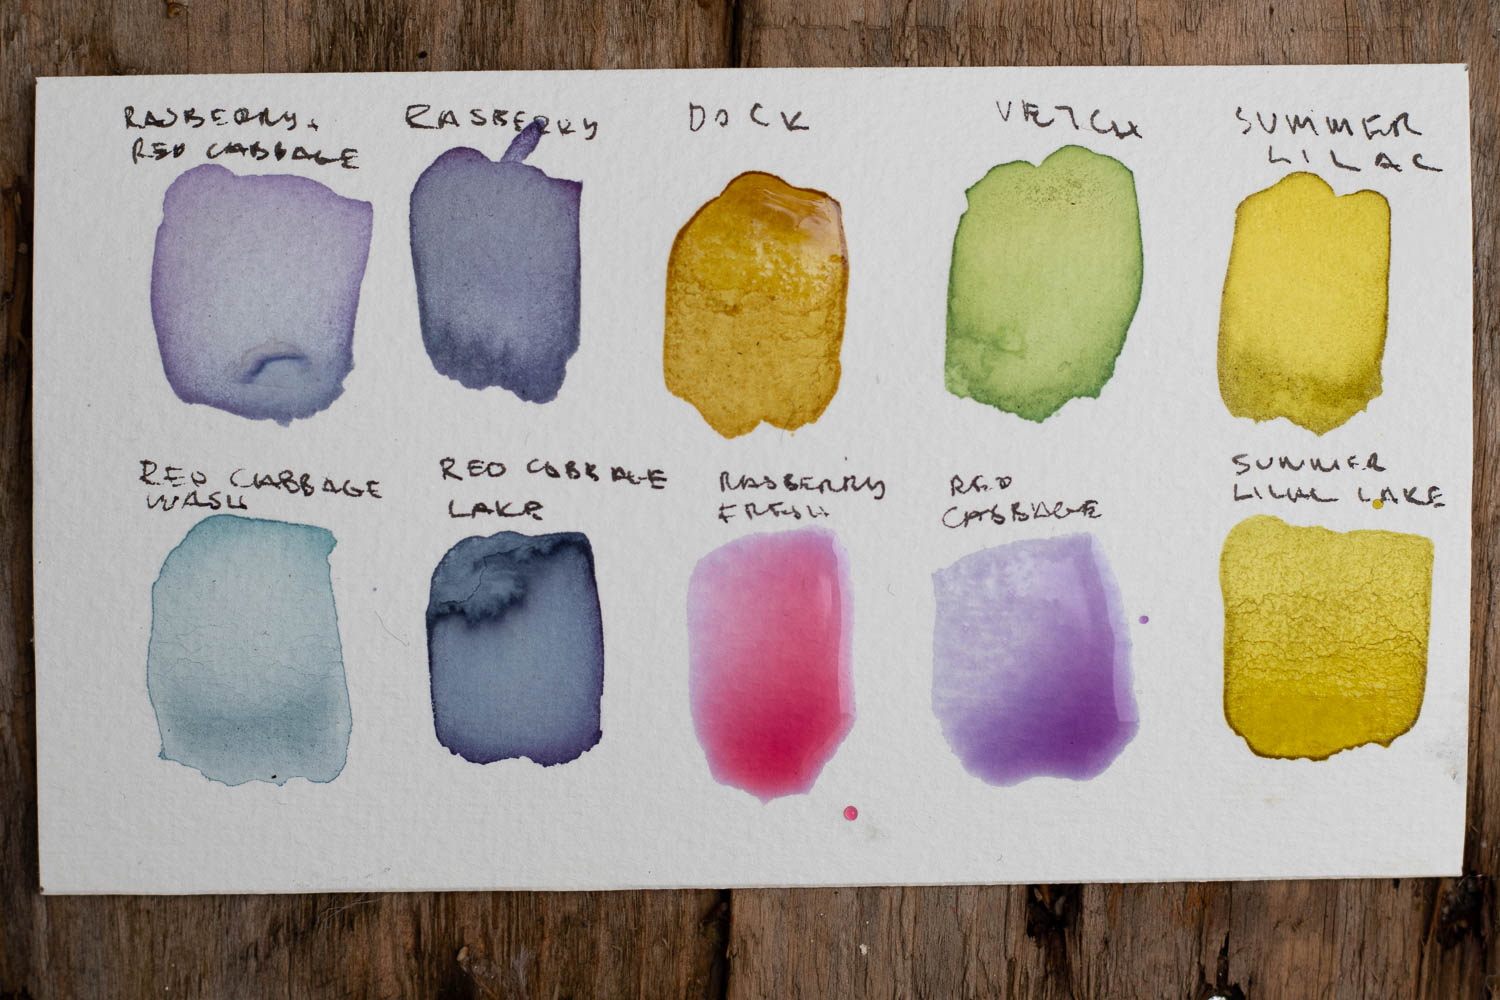 RASBERRY +
RED CABBAGE
RASBERRY
DOCK
VETCH
SUMMER
LILAC
RED CABBAGE
WASH
RED CABBAGE
LAKE
RASBERRY
FRESH
RED
CABBAGE
SUMMER
LILAC LAKE